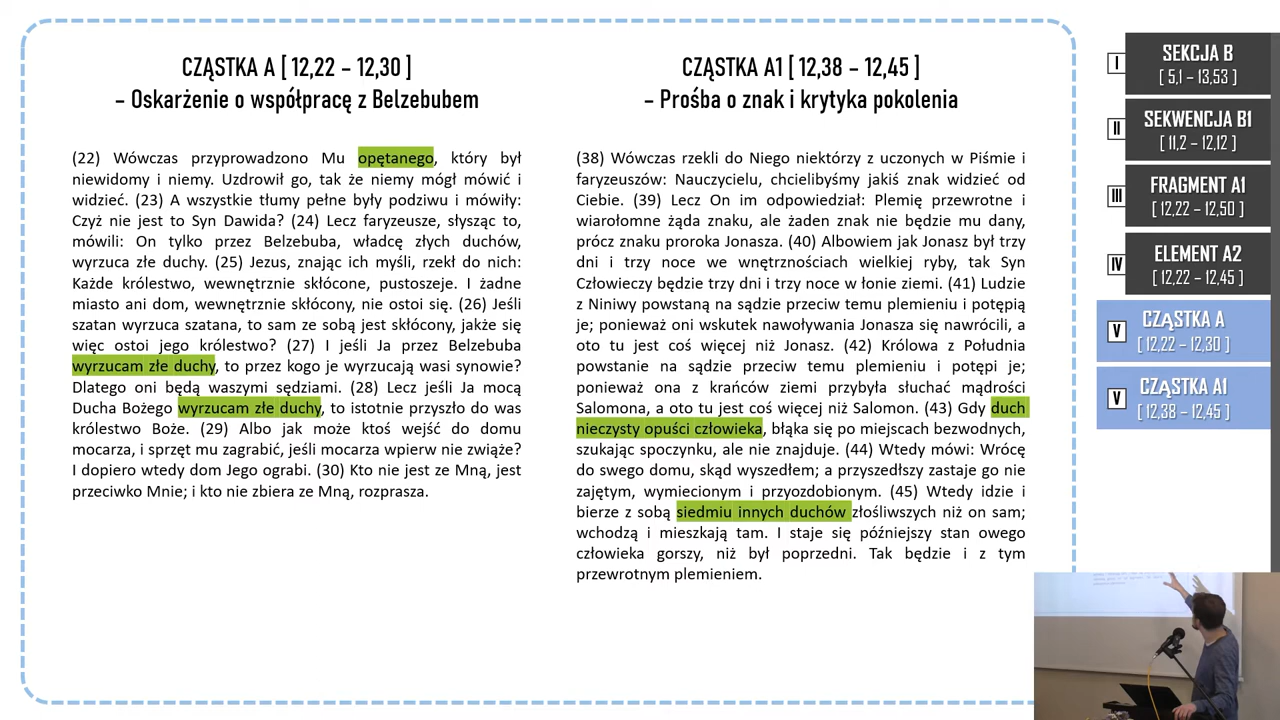 CZĄSTKA A [ 12,22 – 12,30 ]
– Oskarżenie o współpracę z Belzebubem
(22) Wówczas przyprowadzono Mu opętanego, który był
niewidomy i niemy. Uzdrowił go, tak że niemy mógł mówić i
widzieć. (23) A wszystkie tłumy pełne były podziwu i mówiły:
Czyż nie jest to Syn Dawida? (24) Lecz faryzeusze, słysząc to,
mówili: On tylko przez Belzebuba, władcę złych duchów,
wyrzuca złe duchy. (25) Jezus, znając ich myśli, rzekł do nich:
Każde królestwo, wewnętrznie skłócone, pustoszeje. I żadne
miasto ani dom, wewnętrznie skłócony, nie ostoi się. (26) Jeśli
szatan wyrzuca szatana, to sam ze sobą jest skłócony, jakże się
więc ostoi jego królestwo? (27) I jeśli Ja przez Belzebuba
wyrzucam złe duchy, to przez kogo je wyrzucają wasi synowie?
Dlatego oni będą waszymi sędziami. (28) Lecz jeśli Ja mocą
Ducha Bożego wyrzucam złe duchy, to istotnie przyszło do was
królestwo Boże. (29) Albo jak może ktoś wejść do domu
mocarza, i sprzęt mu zagrabić, jeśli mocarza wpierw nie zwiąże?
I dopiero wtedy dom Jego ograbi. (30) Kto nie jest ze Mną, jest
przeciwko Mnie; i kto nie zbiera ze Mną, rozprasza.
CZĄSTKA A1 [ 12,38 – 12,45 ]
– Prośba o znak i krytyka pokolenia
(38) Wówczas rzekli do Niego niektórzy z uczonych w Piśmie i
faryzeuszów: Nauczycielu, chcielibyśmy jakiś znak widzieć od
Ciebie. (39) Lecz On im odpowiedział: Plemię przewrotne i
wiarołomne żąda znaku, ale żaden znak nie będzie mu dany,
prócz znaku proroka Jonasza. (40) Albowiem jak Jonasz był trzy
dni i trzy noce we wnętrznościach wielkiej ryby, tak Syn
Człowieczy będzie trzy dni i trzy noce w łonie ziemi. (41) Ludzie
z Niniwy powstaną na sądzie przeciw temu plemieniu i potępią
je; ponieważ oni wskutek nawoływania Jonasza się nawrócili, a
oto tu jest coś więcej niż Jonasz. (42) Królowa z Południa
powstanie na sądzie przeciw temu plemieniu i potępi je;
ponieważ ona z krańców ziemi przybyła słuchać mądrości
Salomona, a oto tu jest coś więcej niż Salomon. (43) Gdy duch
nieczysty opuści człowieka, błąka się po miejscach bezwodnych,
szukając spoczynku, ale nie znajduje. (44) Wtedy mówi: Wrócę
do swego domu, skąd wyszedłem; a przyszedłszy zastaje go nie
zajętym, wymiecionym i przyozdobionym. (45) Wtedy idzie i
bierze z sobą siedmiu innych duchów złośliwszych niż on sam;
wchodzą i mieszkają tam. I staje się późniejszy stan owego
człowieka gorszy, niż był poprzedni. Tak będzie i z tym
przewrotnym plemieniem.
I SEKCJA B
[ 5,1 – 13,53 ]
II SEKWENCJA B1
[ 11,2 – 12,12 ]
III FRAGMENT A1
[ 12,22 – 12,50 ]
IV ELEMENT A2
[ 12,22 – 12,45 ]
V CZĄSTKA A
[ 12,22 – 12,30 ]
V CZĄSTKA A1
[ 12,38 – 12,45 ]